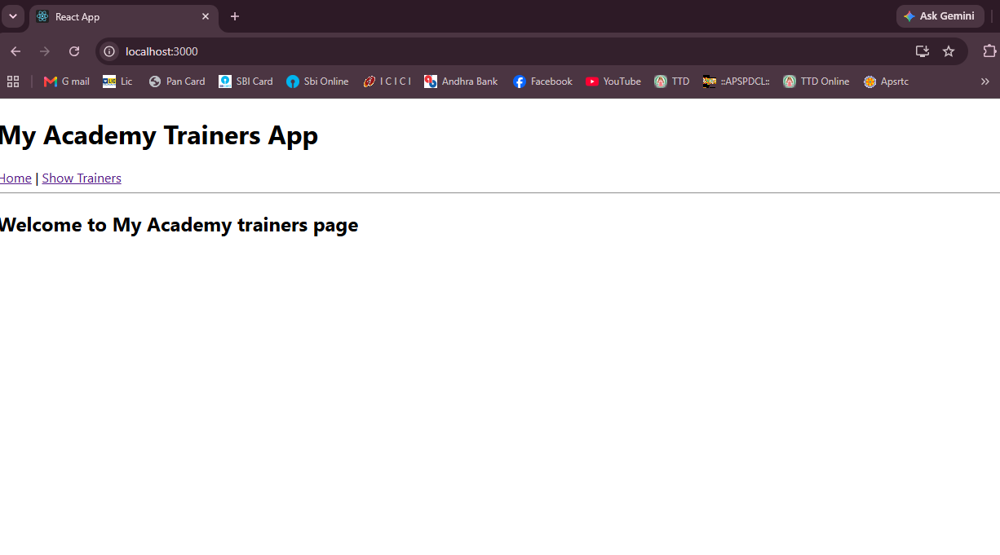 React App
Ask Gemini
localhost:3000
G mail Lic Pan Card SBI Card Sbi Online I C I C I Andhra Bank Facebook YouTube TTD ::APSPDCL:: TTD Online Apsrtc
My Academy Trainers App
Home | Show Trainers
Welcome to My Academy trainers page